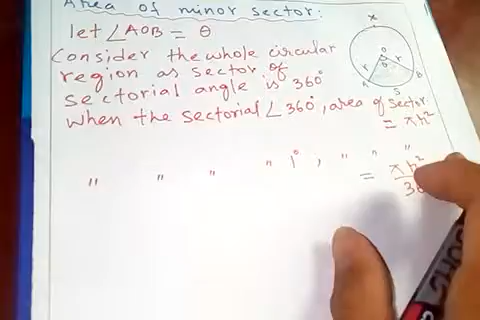 Area of minor sector:
let ∠AOB = θ
Consider the whole circular
region as sector of
sectorial angle is 360°
When the sectorial ∠ 360°, area of sector
= πr²
" " " " 1°, " " "
= πr²
X
O
θ
r r
A B
S